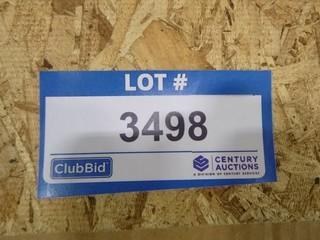 LOT #
3498
ClubBid
CENTURY
AUCTIONS
A DIVISION OF CENTURY SERVICES